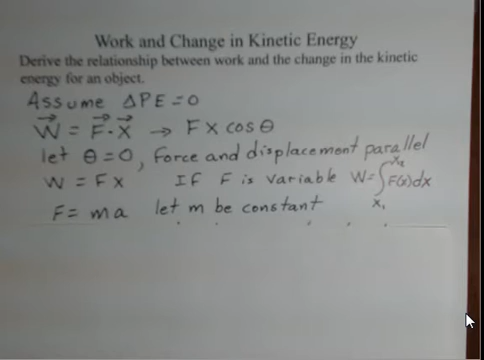 Work and Change in Kinetic Energy
Derive the relationship between work and the change in the kinetic
energy for an object.
Assume ΔPE = 0
W⃗ = F⃗ · X⃗ → F X cos θ
let θ = 0, Force and displacement parallel
W = F x If F is variable W = ∫_{x₁}^{x₂} F(x)dx
F = ma let m be constant